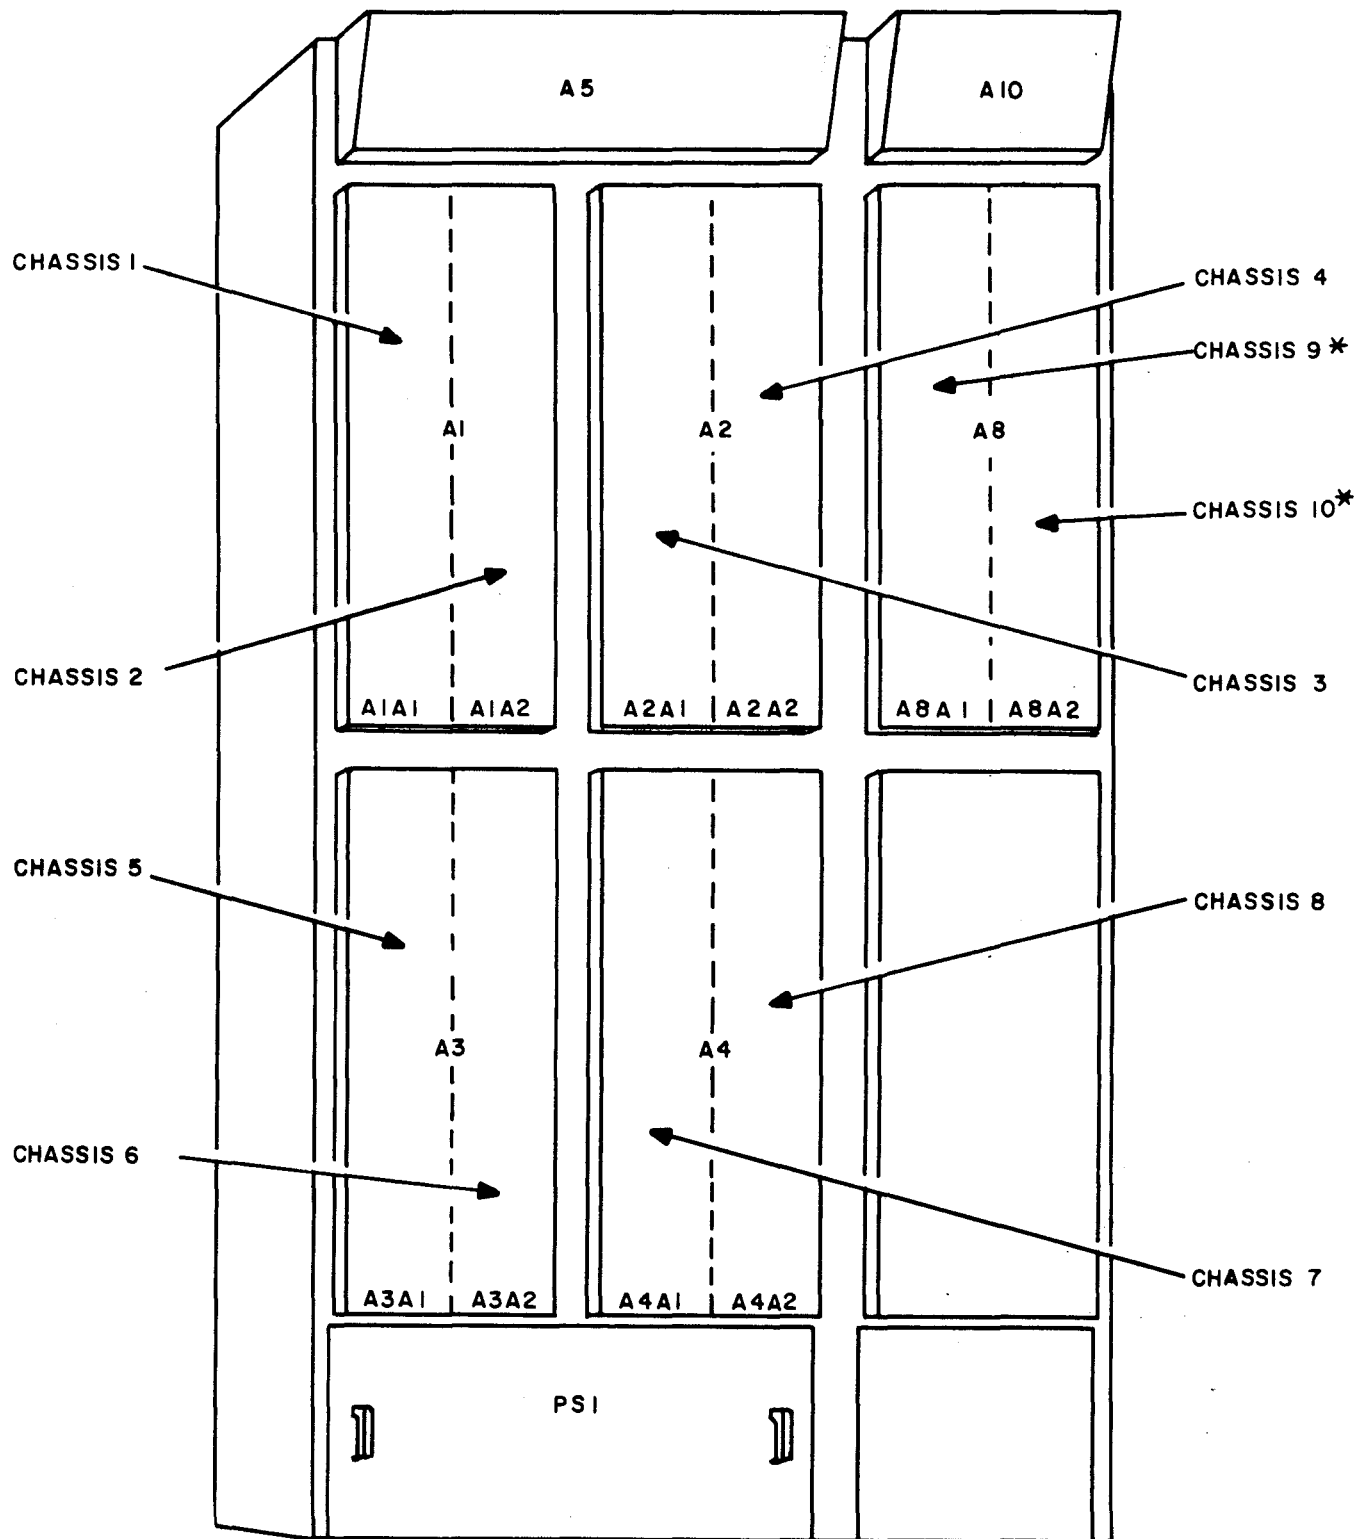 A5
A10
CHASSIS 1
CHASSIS 4
CHASSIS 9*
A1
A2
A8
CHASSIS 10*
CHASSIS 2
CHASSIS 3
A1A1
A1A2
A2A1
A2A2
A8A1
A8A2
CHASSIS 5
CHASSIS 8
A3
A4
CHASSIS 6
CHASSIS 7
A3A1
A3A2
A4A1
A4A2
PS1